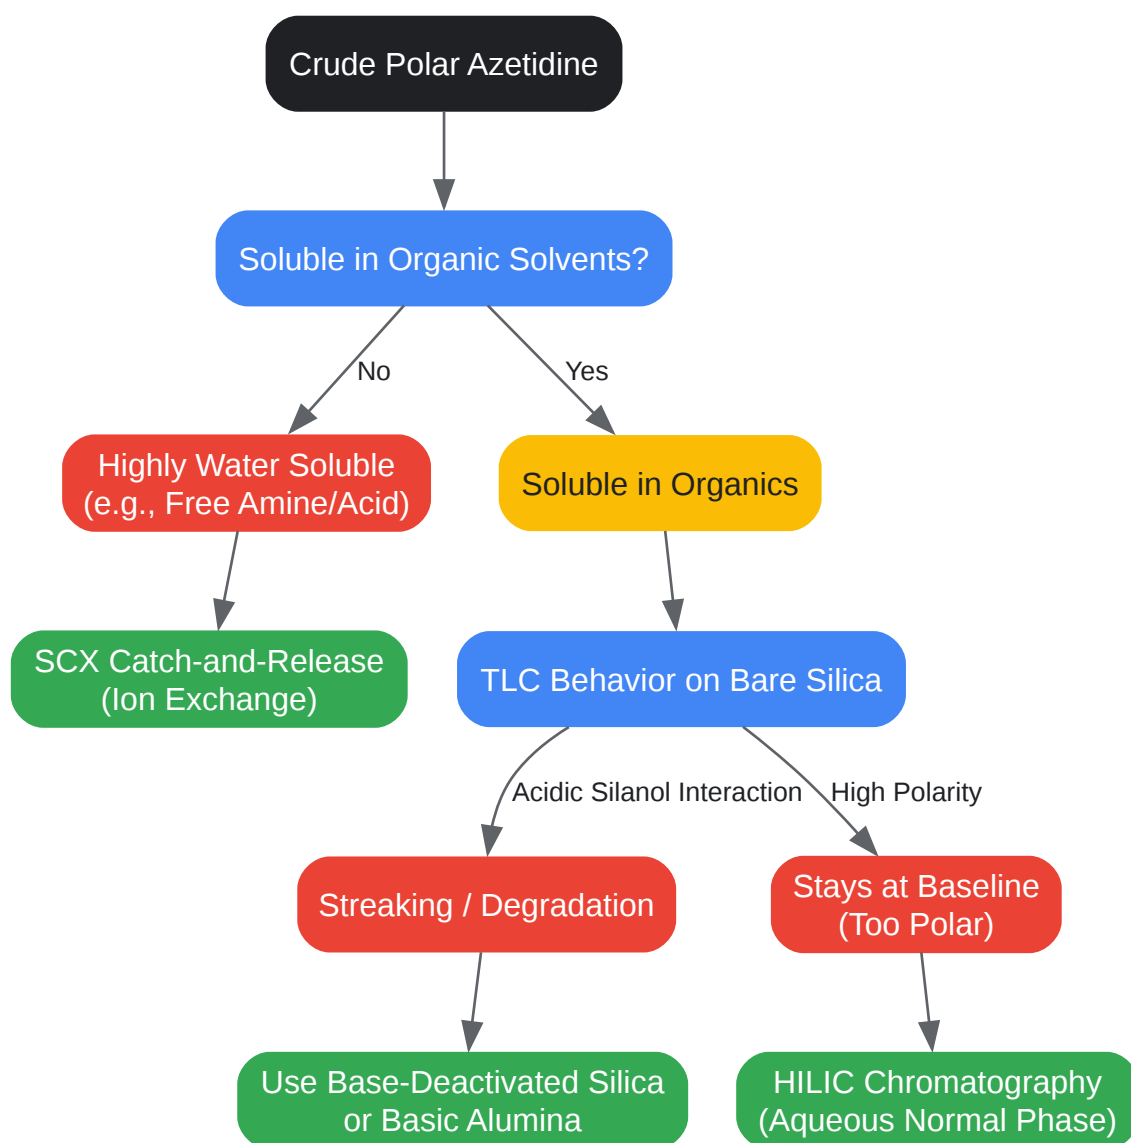 Crude Polar Azetidine
Soluble in Organic Solvents?
No
Yes
Highly Water Soluble
(e.g., Free Amine/Acid)
Soluble in Organics
SCX Catch-and-Release
(Ion Exchange)
TLC Behavior on Bare Silica
Acidic Silanol Interaction
High Polarity
Streaking / Degradation
Stays at Baseline
(Too Polar)
Use Base-Deactivated Silica
or Basic Alumina
HILIC Chromatography
(Aqueous Normal Phase)